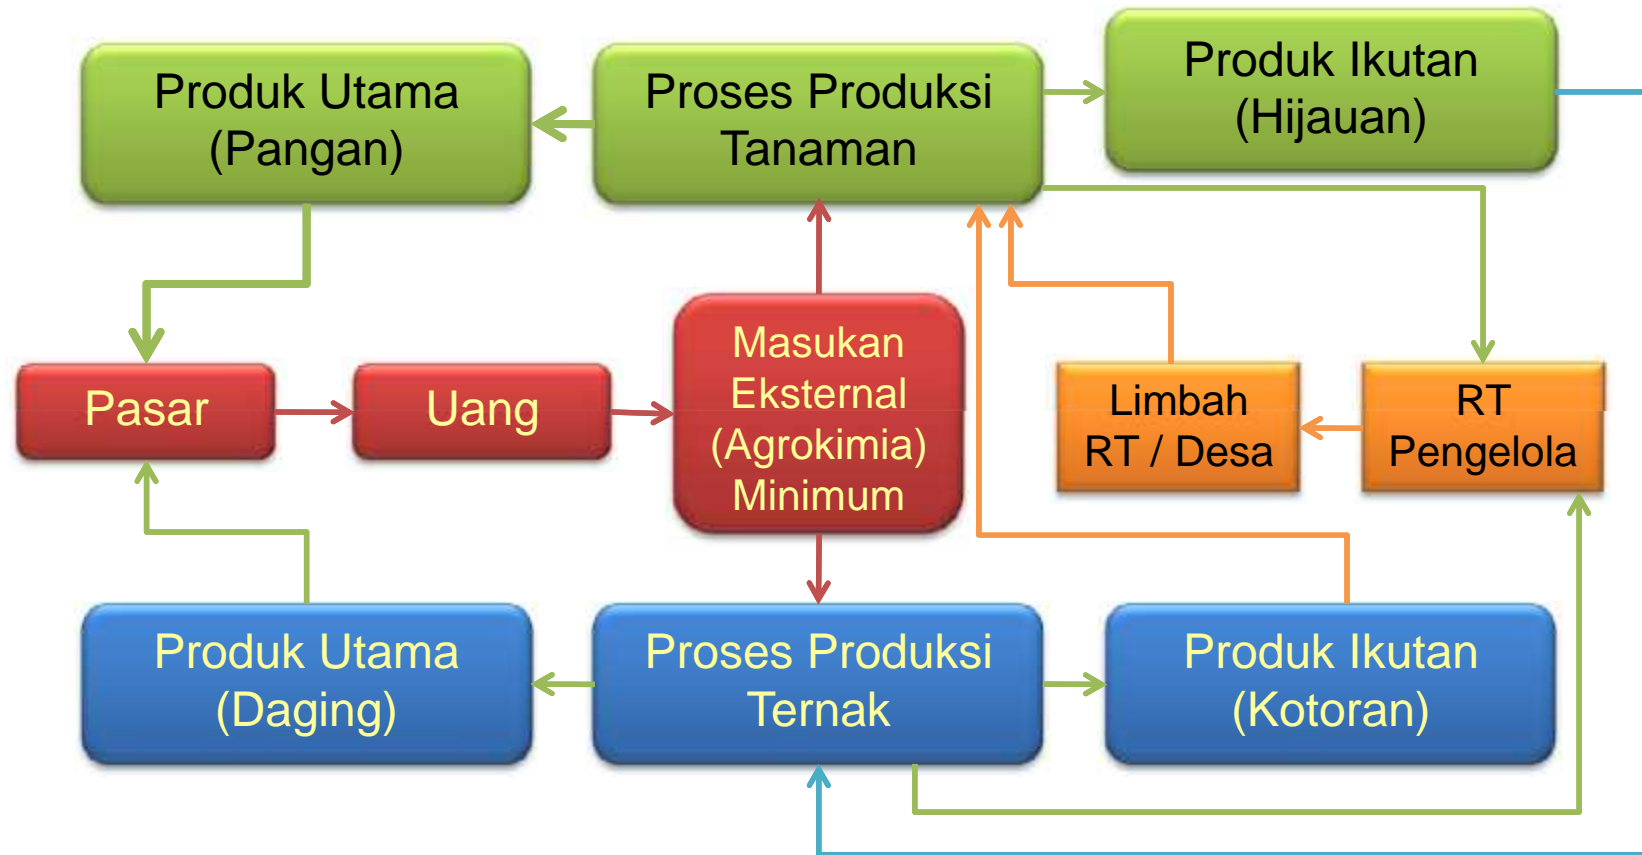 Produk Utama
(Pangan)
Proses Produksi
Tanaman
Produk Ikutan
(Hijauan)
Pasar
Uang
Masukan
Eksternal
(Agrokimia)
Minimum
Limbah
RT / Desa
RT
Pengelola
Produk Utama
(Daging)
Proses Produksi
Ternak
Produk Ikutan
(Kotoran)